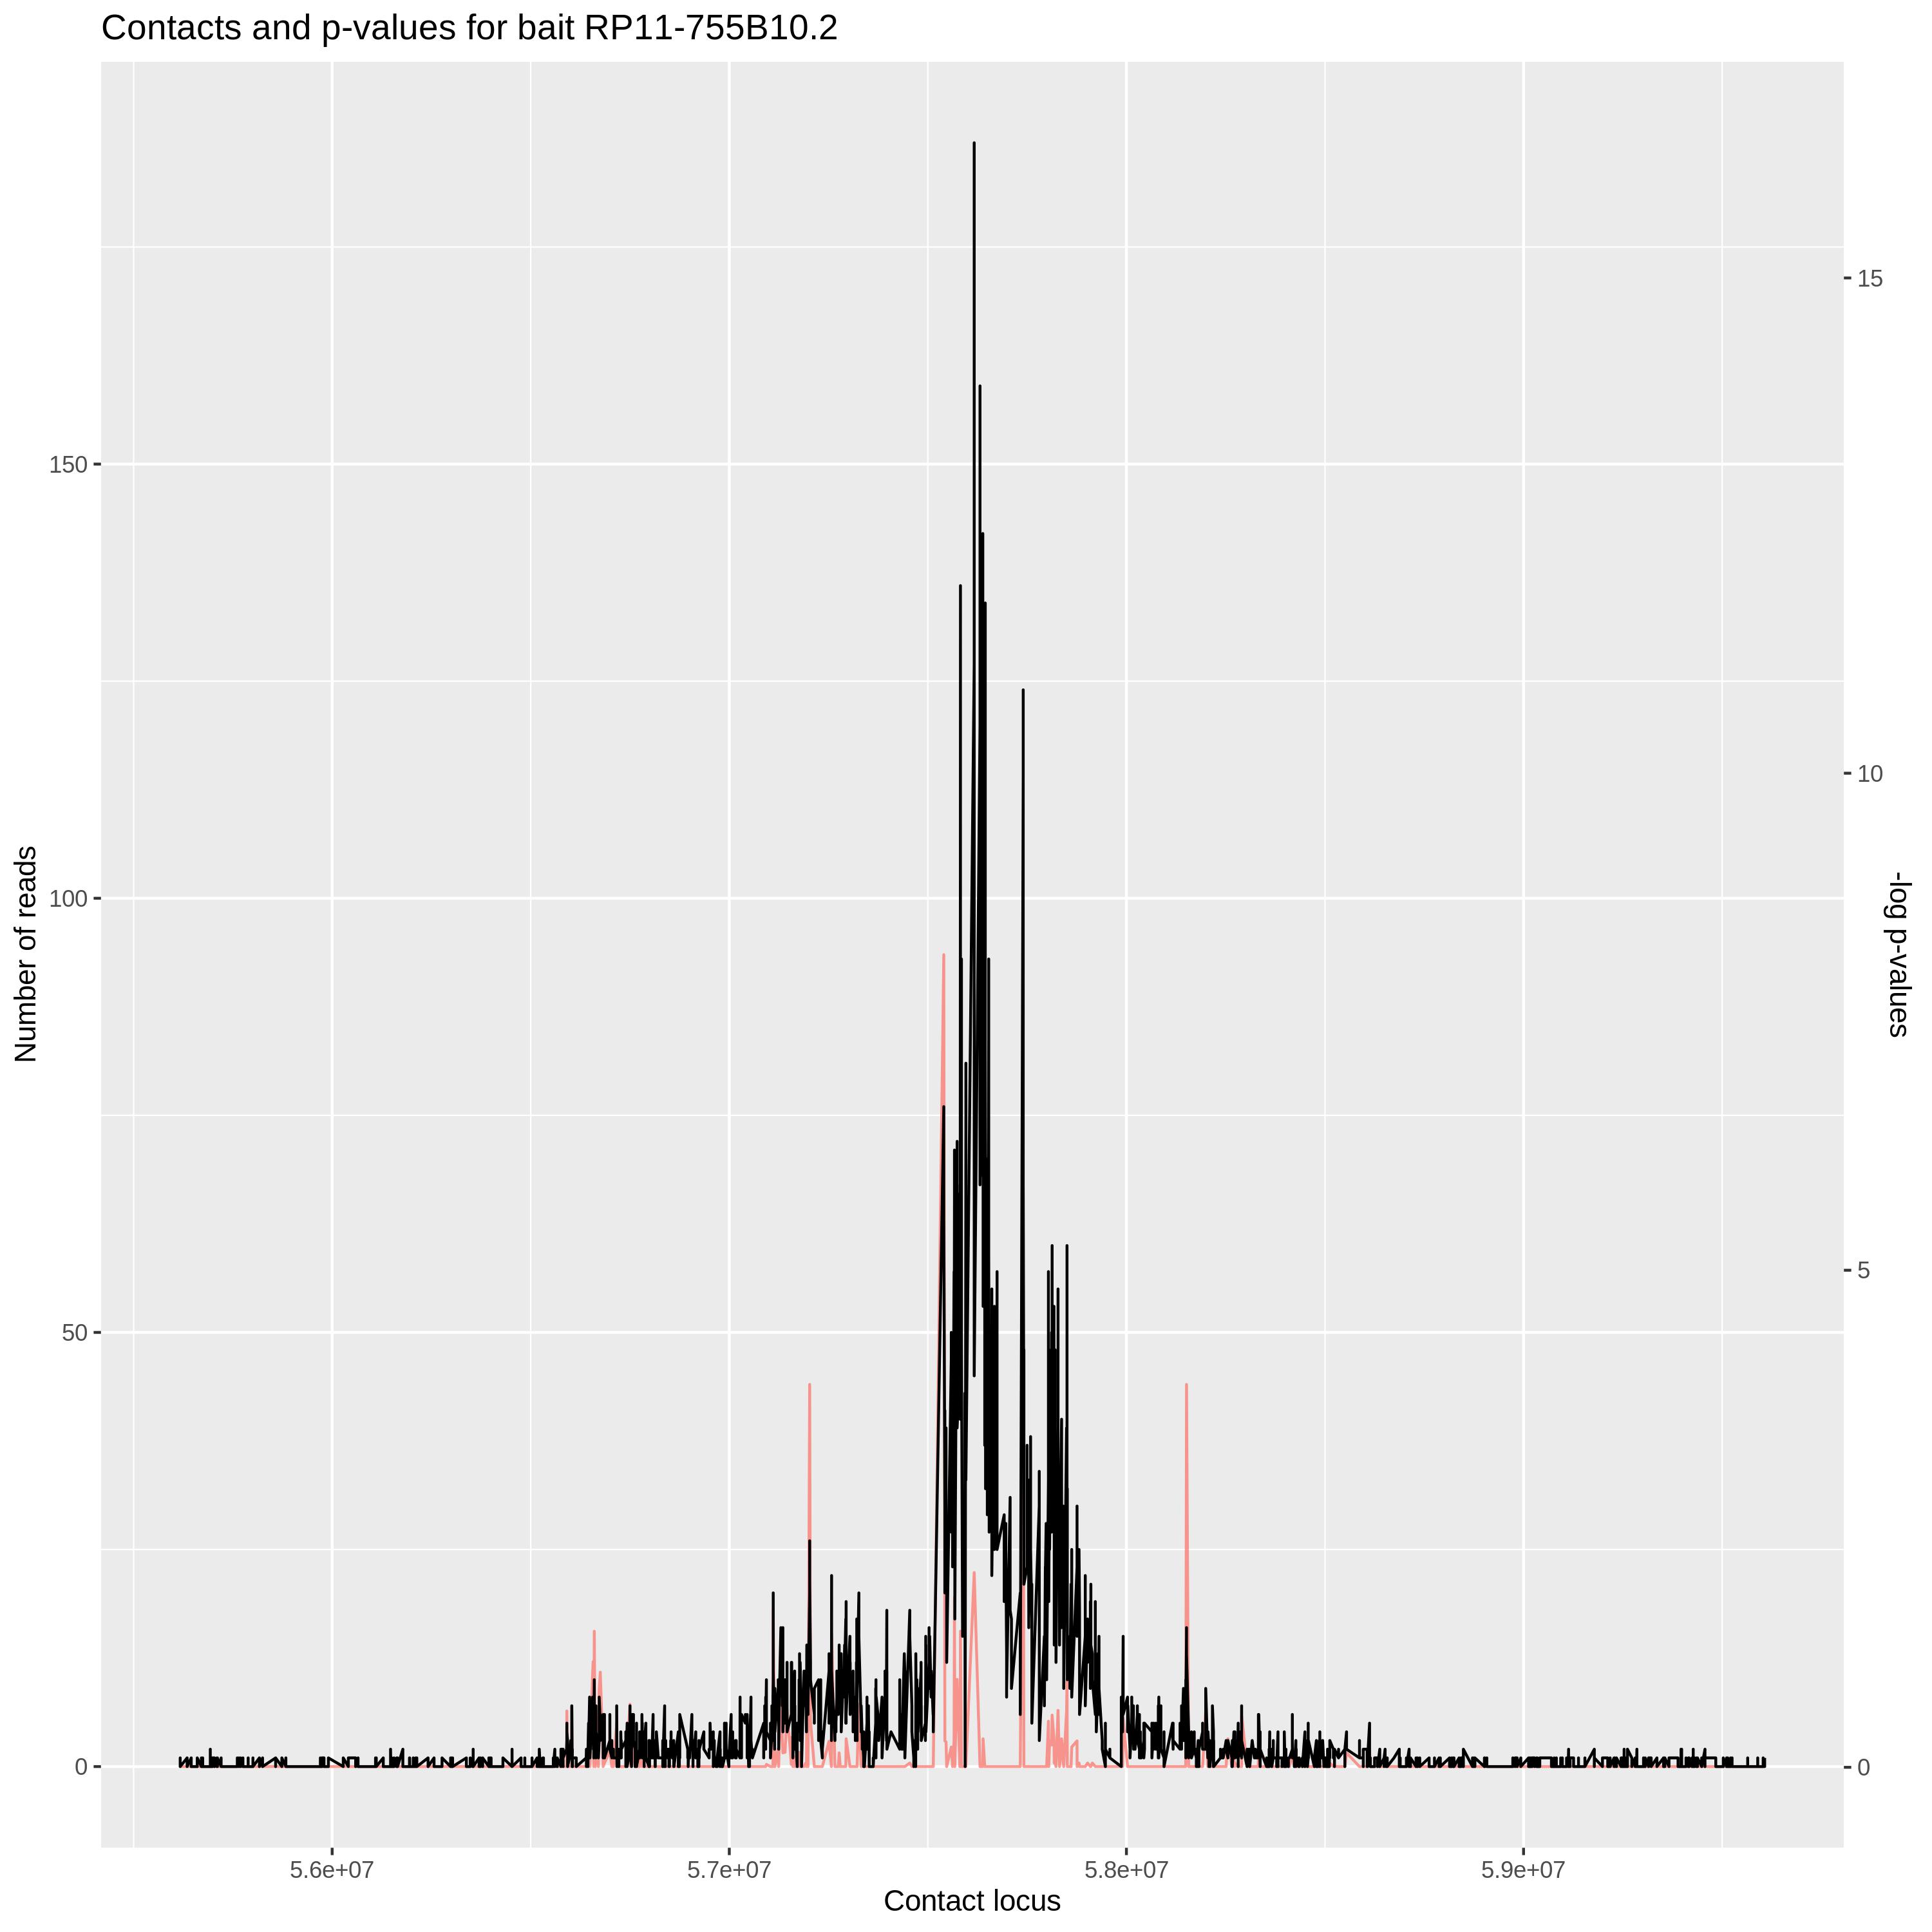 Contacts and p-values for bait RP11-755B10.2
Number of reads
150
100
50
0
15
10
5
0
-log p-values
5.6e+07
5.7e+07
5.8e+07
5.9e+07
Contact locus